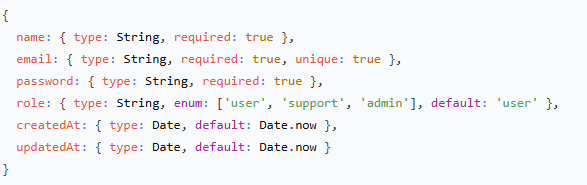 {
  name: { type: String, required: true },
  email: { type: String, required: true, unique: true },
  password: { type: String, required: true },
  role: { type: String, enum: ['user', 'support', 'admin'], default: 'user' },
  createdAt: { type: Date, default: Date.now },
  updatedAt: { type: Date, default: Date.now }
}